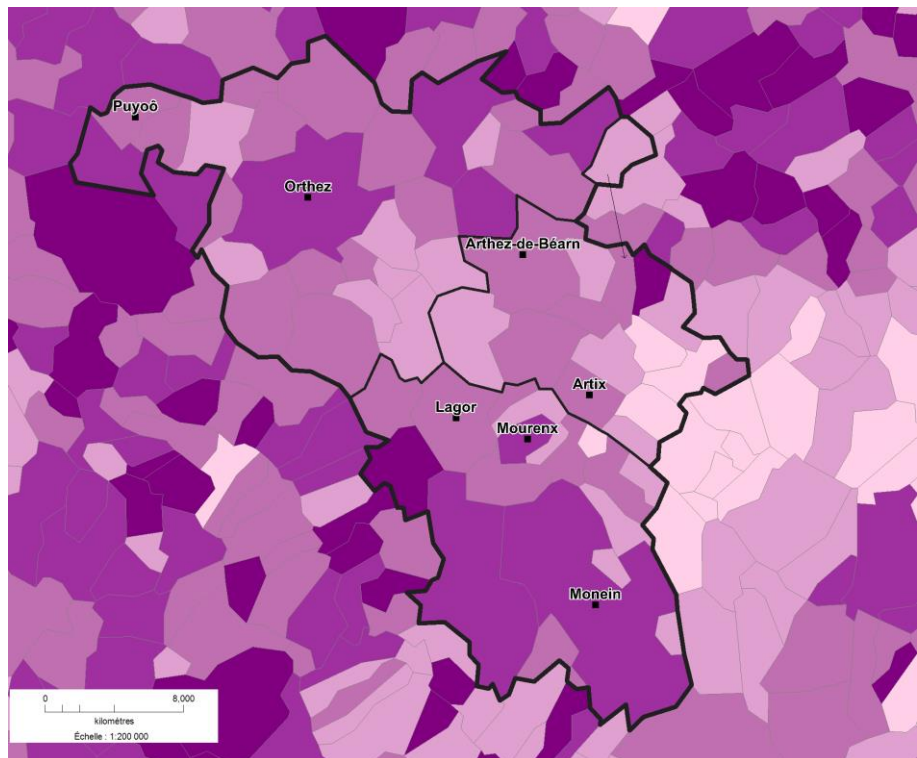 Puyoô
Orthez
Arthez-de-Béarn
Artix
Lagor
Mourenx
Monein
0 8,000
kilomètres
Échelle : 1:200 000